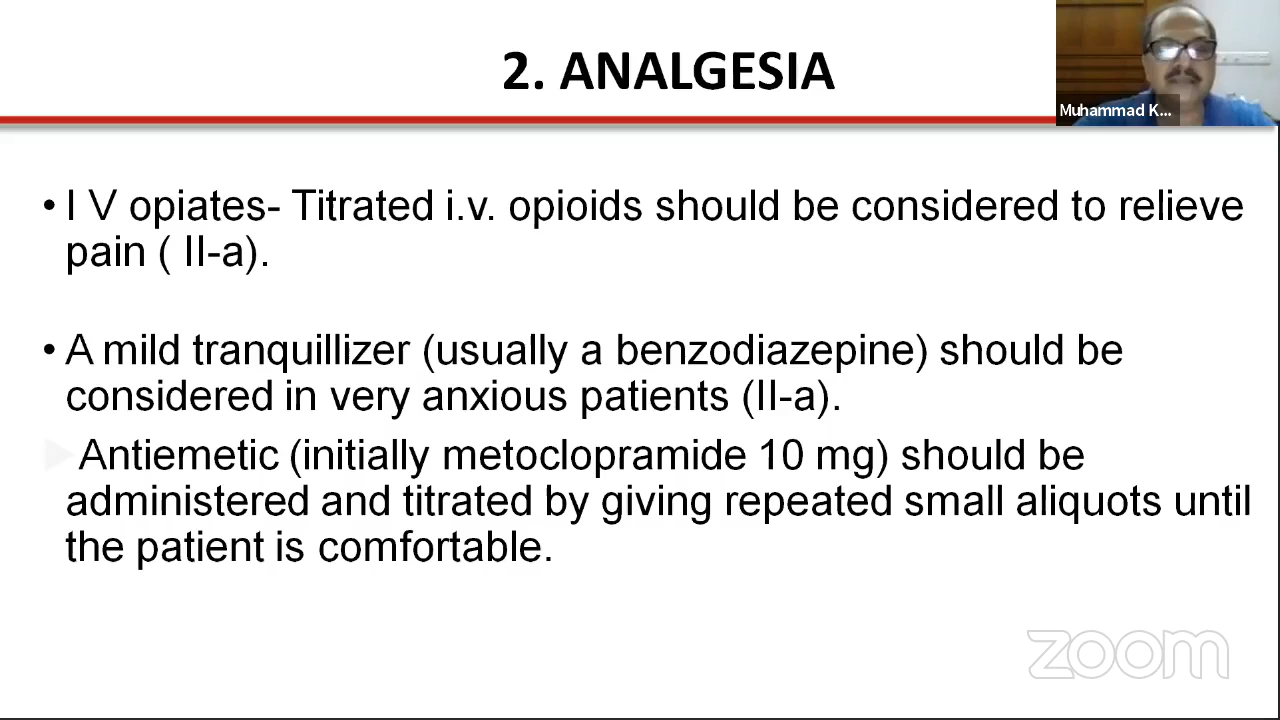 2. ANALGESIA
Muhammad K...
• I V opiates- Titrated i.v. opioids should be considered to relieve
pain ( II-a).
• A mild tranquillizer (usually a benzodiazepine) should be
considered in very anxious patients (II-a).
Antiemetic (initially metoclopramide 10 mg) should be
administered and titrated by giving repeated small aliquots until
the patient is comfortable.
zoom